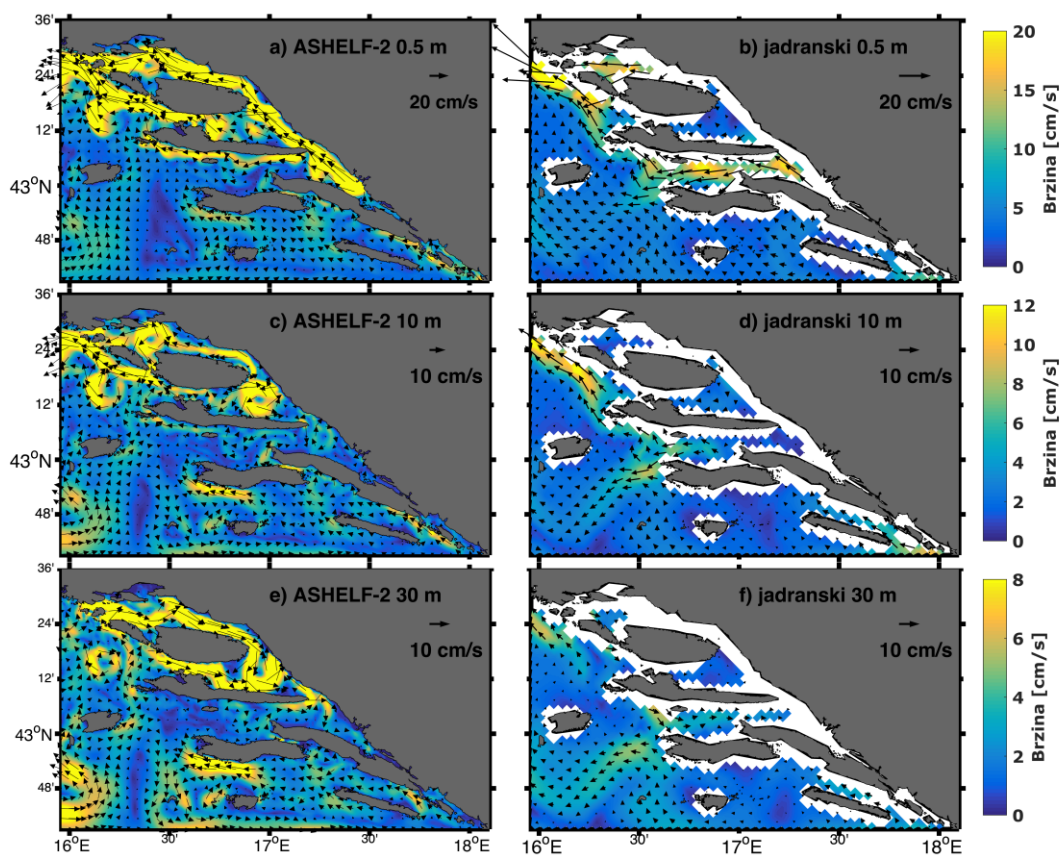 36'
a) ASHELF-2 0.5 m
b) jadranski 0.5 m
20
24'
15
20 cm/s
20 cm/s
12'
10
Brzina [cm/s]
43°N
5
48'
0
36'
c) ASHELF-2 10 m
d) jadranski 10 m
12
24'
10
10 cm/s
10 cm/s
8
12'
6
Brzina [cm/s]
43°N
4
48'
2
0
36'
e) ASHELF-2 30 m
f) jadranski 30 m
8
24'
10 cm/s
10 cm/s
6
12'
4
Brzina [cm/s]
43°N
2
48'
0
16°E 30' 17°E 30' 18°E
16°E 30' 17°E 30' 18°E